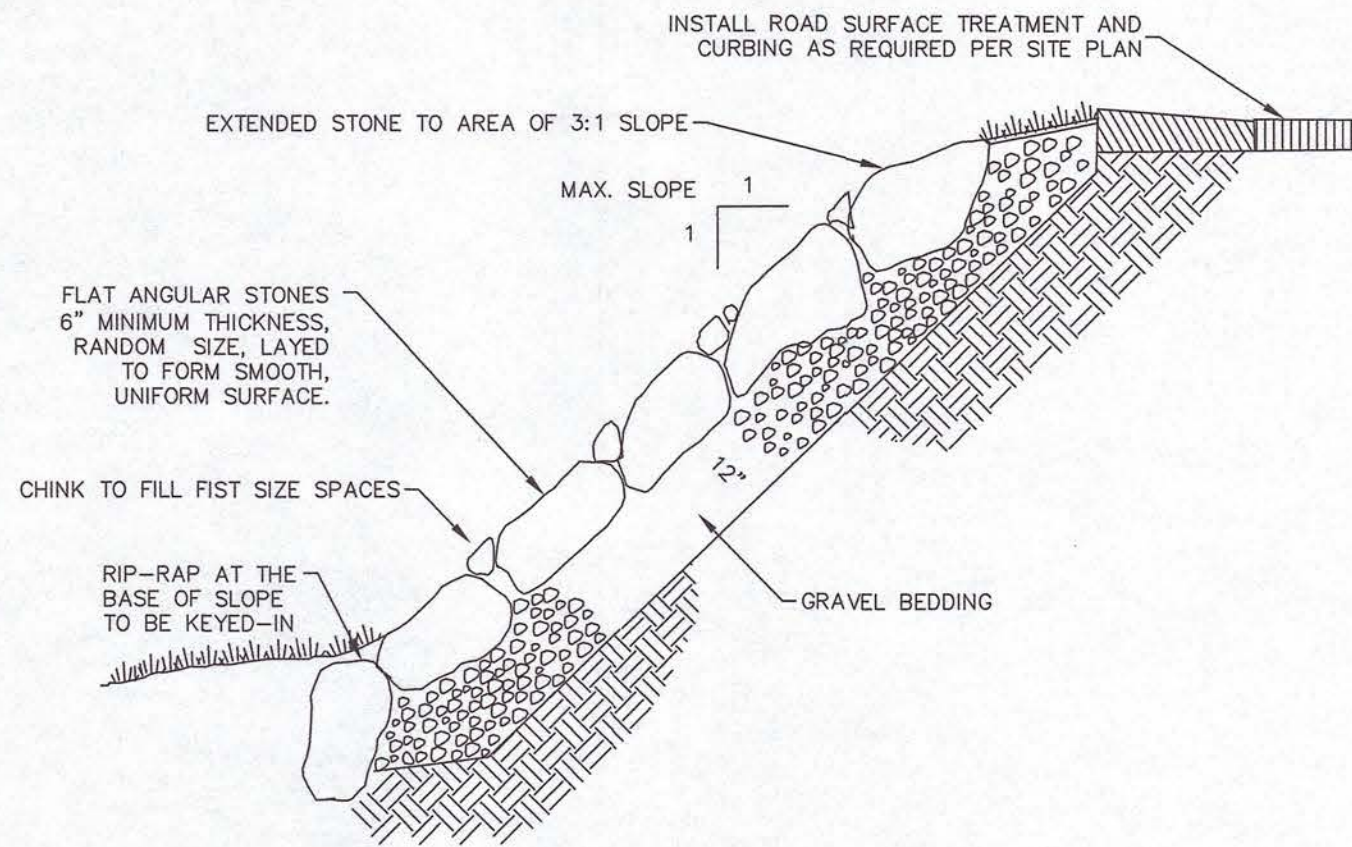 INSTALL ROAD SURFACE TREATMENT AND
CURBING AS REQUIRED PER SITE PLAN
EXTENDED STONE TO AREA OF 3:1 SLOPE
MAX. SLOPE
1
1
FLAT ANGULAR STONES
6" MINIMUM THICKNESS,
RANDOM SIZE, LAYED
TO FORM SMOOTH,
UNIFORM SURFACE.
12"
CHINK TO FILL FIST SIZE SPACES
RIP-RAP AT THE
BASE OF SLOPE
TO BE KEYED-IN
GRAVEL BEDDING